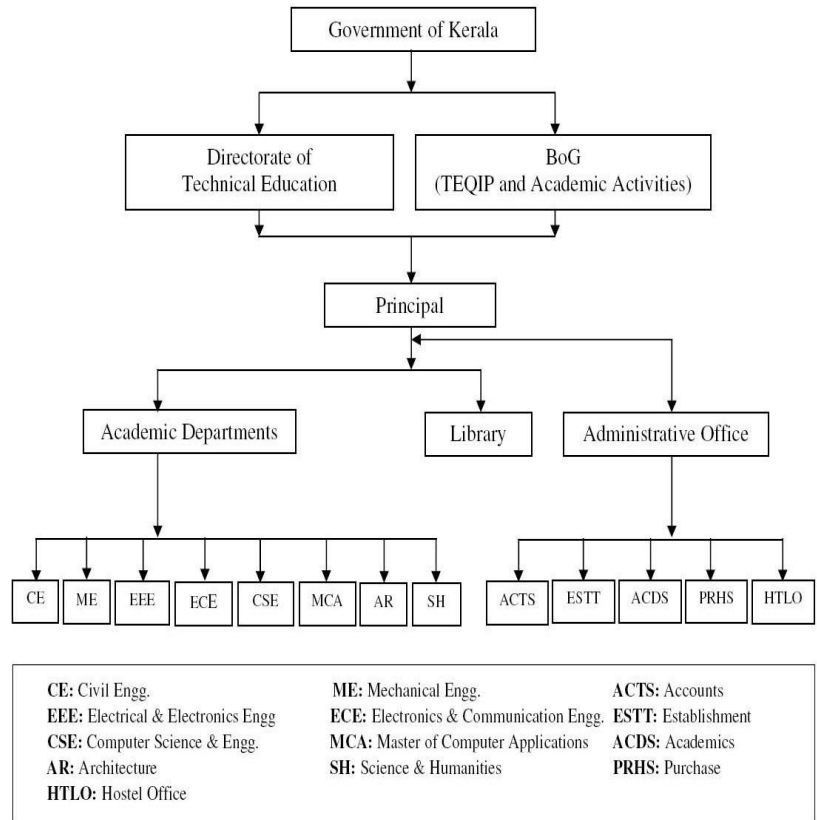 Government of Kerala
Directorate of
Technical Education
BoG
(TEQIP and Academic Activities)
Principal
Academic Departments
Library
Administrative Office
CE
ME
EEE
ECE
CSE
MCA
AR
SH
ACTS
ESTT
ACDS
PRHS
HTLO
CE: Civil Engg.
ME: Mechanical Engg.
ACTS: Accounts
EEE: Electrical & Electronics Engg
ECE: Electronics & Communication Engg.
ESTT: Establishment
CSE: Computer Science & Engg.
MCA: Master of Computer Applications
ACDS: Academics
AR: Architecture
SH: Science & Humanities
PRHS: Purchase
HTLO: Hostel Office